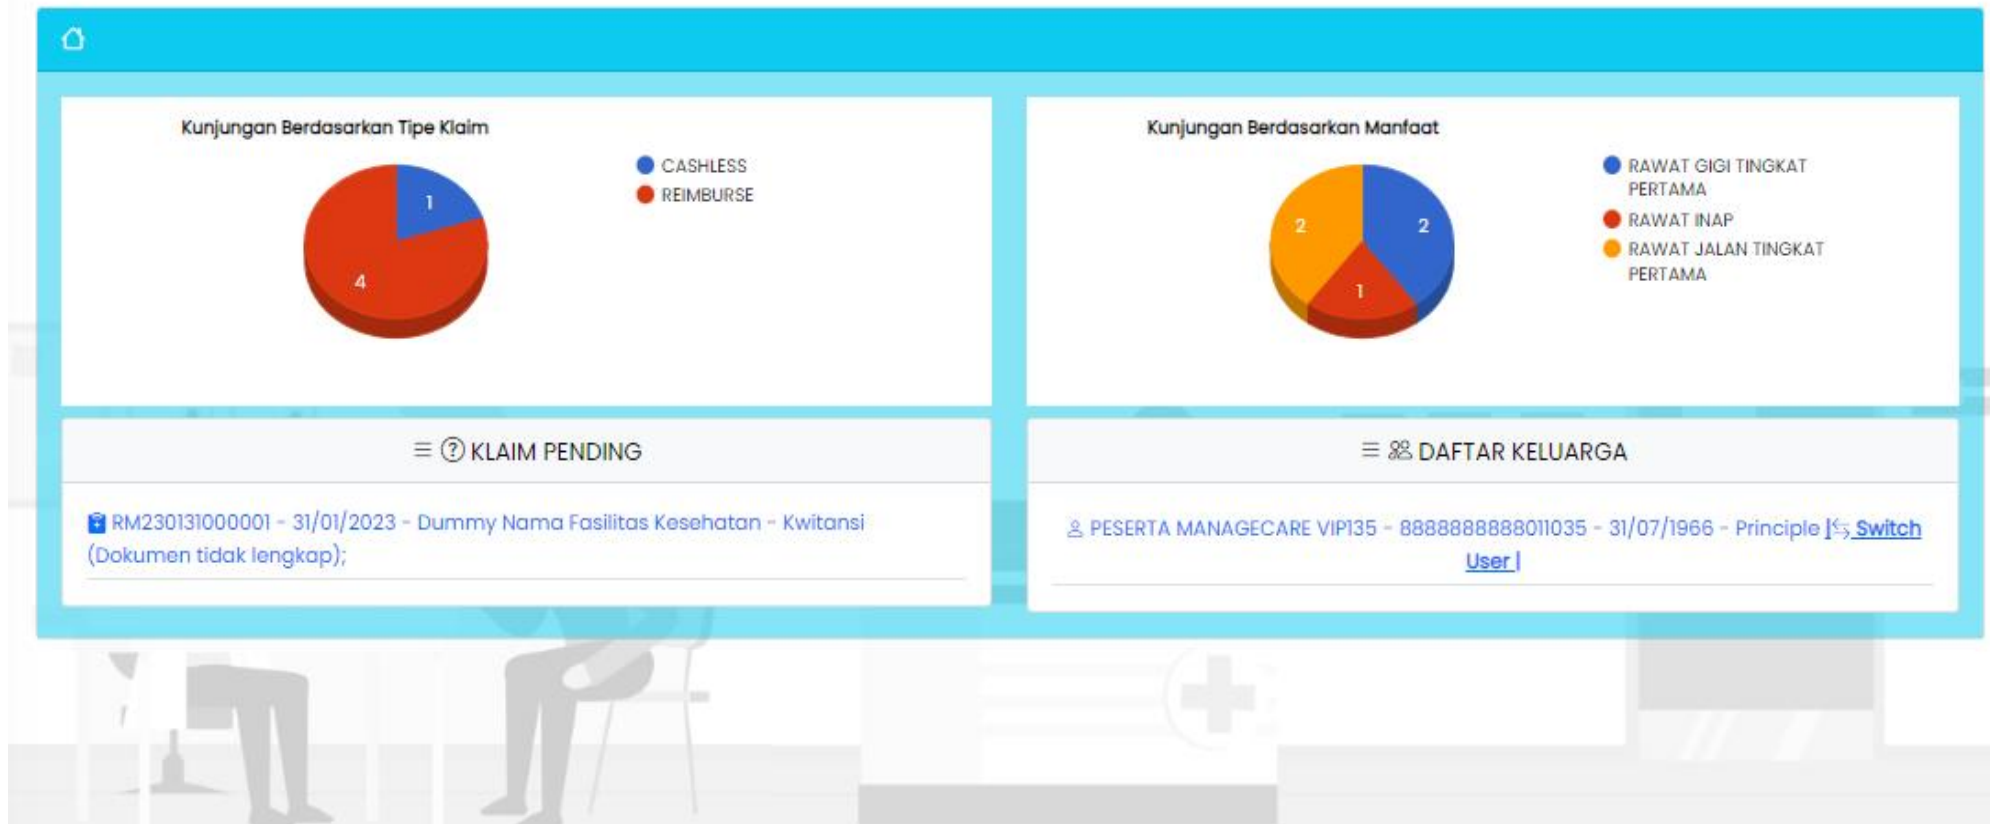 Kunjungan Berdasarkan Tipe Klaim
CASHLESS
REIMBURSE
1
4
Kunjungan Berdasarkan Manfaat
RAWAT GIGI TINGKAT
PERTAMA
RAWAT INAP
RAWAT JALAN TINGKAT
PERTAMA
2
2
1
KLAIM PENDING
RM230131000001 - 31/01/2023 - Dummy Nama Fasilitas Kesehatan - Kwitansi
(Dokumen tidak lengkap);
DAFTAR KELUARGA
PESERTA MANAGECARE VIP135 - 8888888888011035 - 31/07/1966 - Principle | Switch
User |